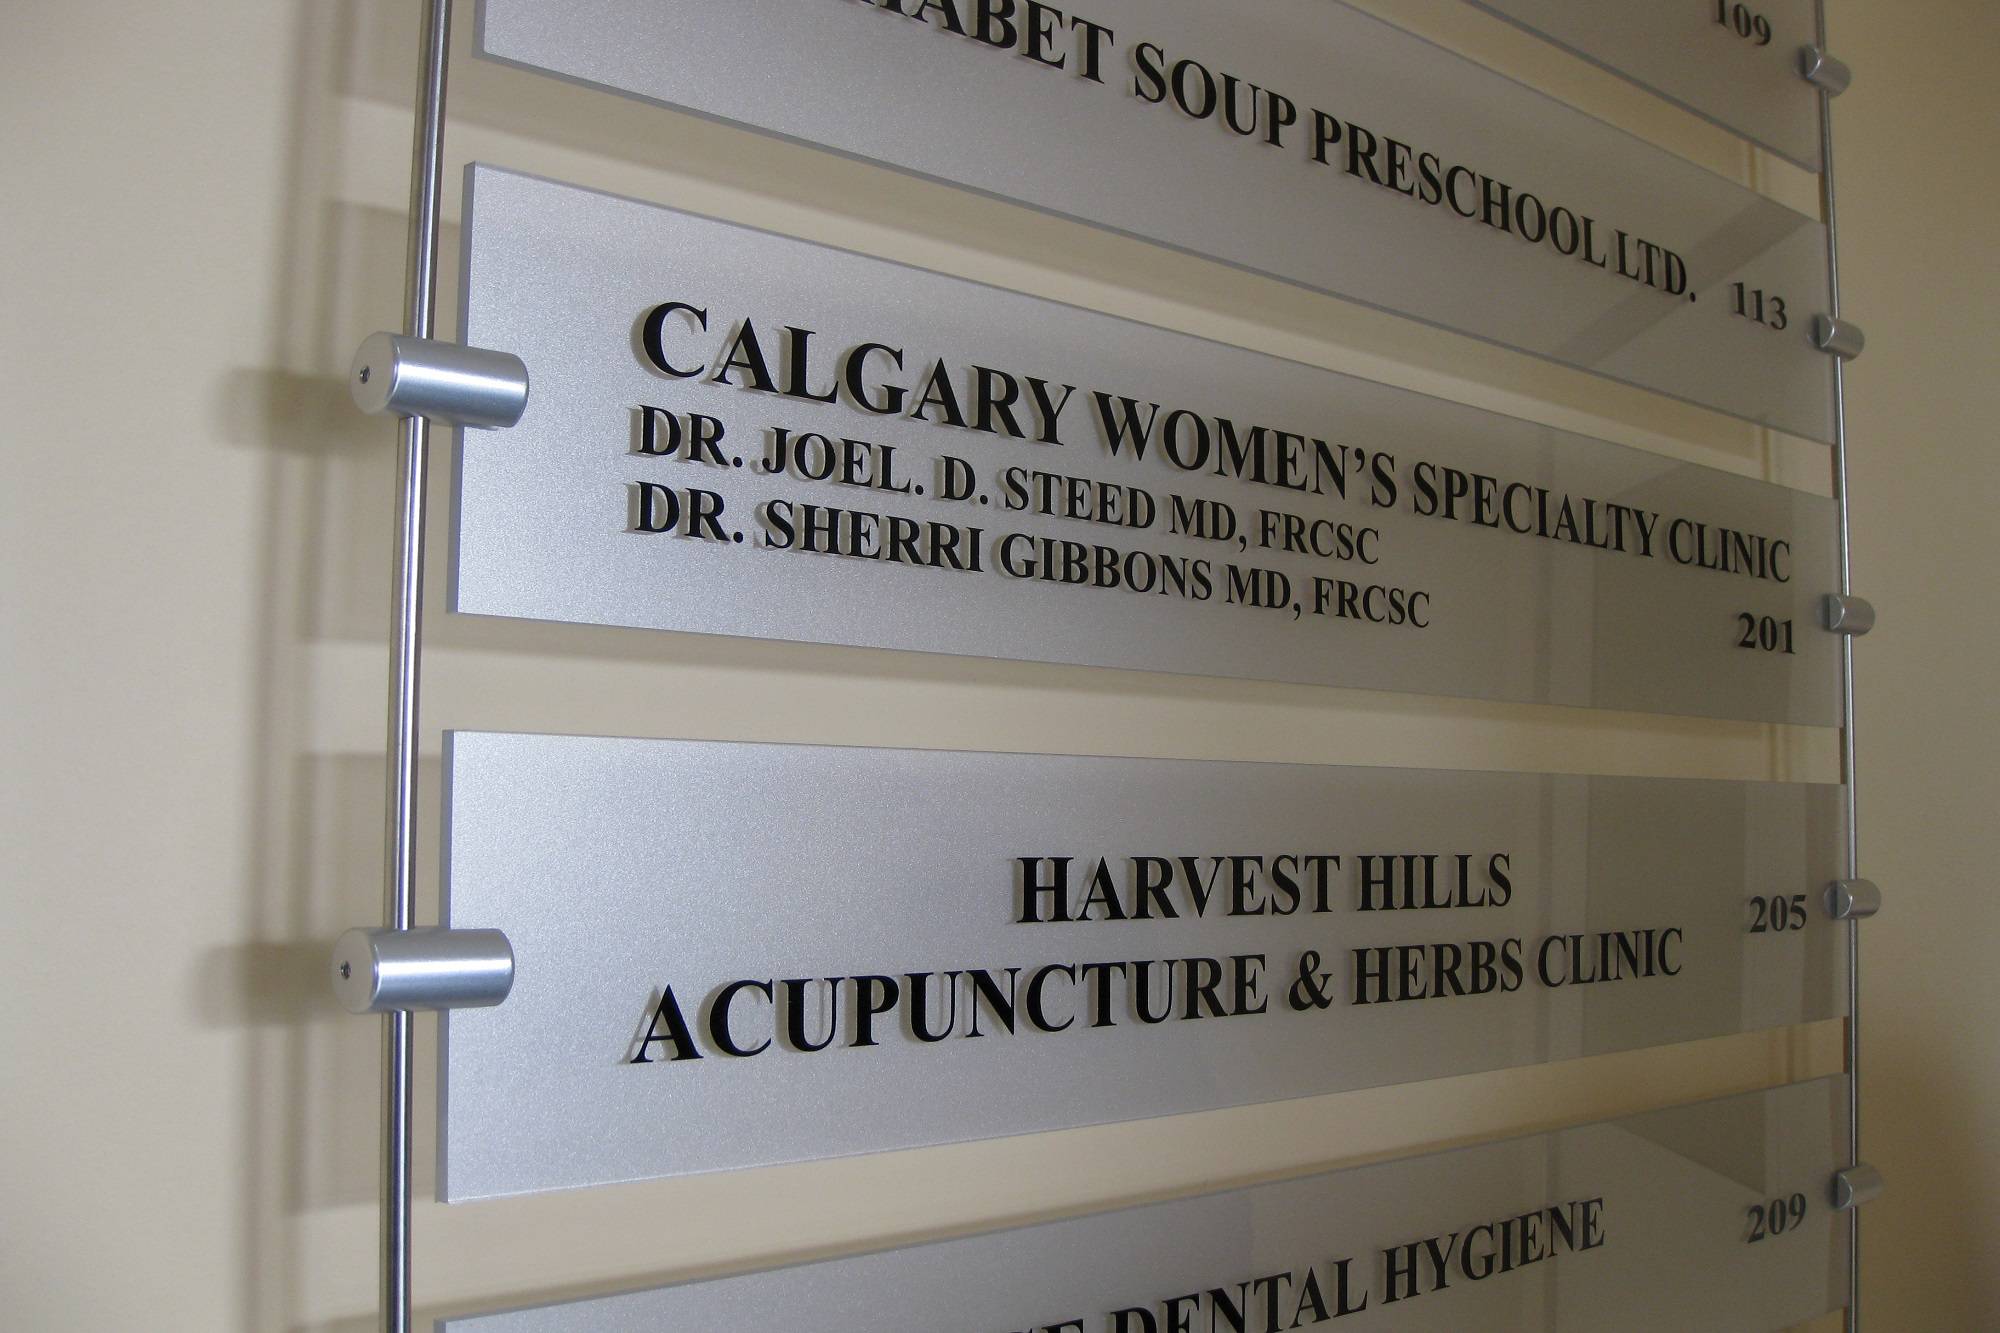 109
SOUP PRESCHOOL LTD. 113
CALGARY WOMEN'S SPECIALTY CLINIC
DR. JOEL. D. STEED MD, FRCSC
DR. SHERRI GIBBONS MD, FRCSC
201
HARVEST HILLS
205
ACUPUNCTURE & HERBS CLINIC
209
DENTAL HYGIENE